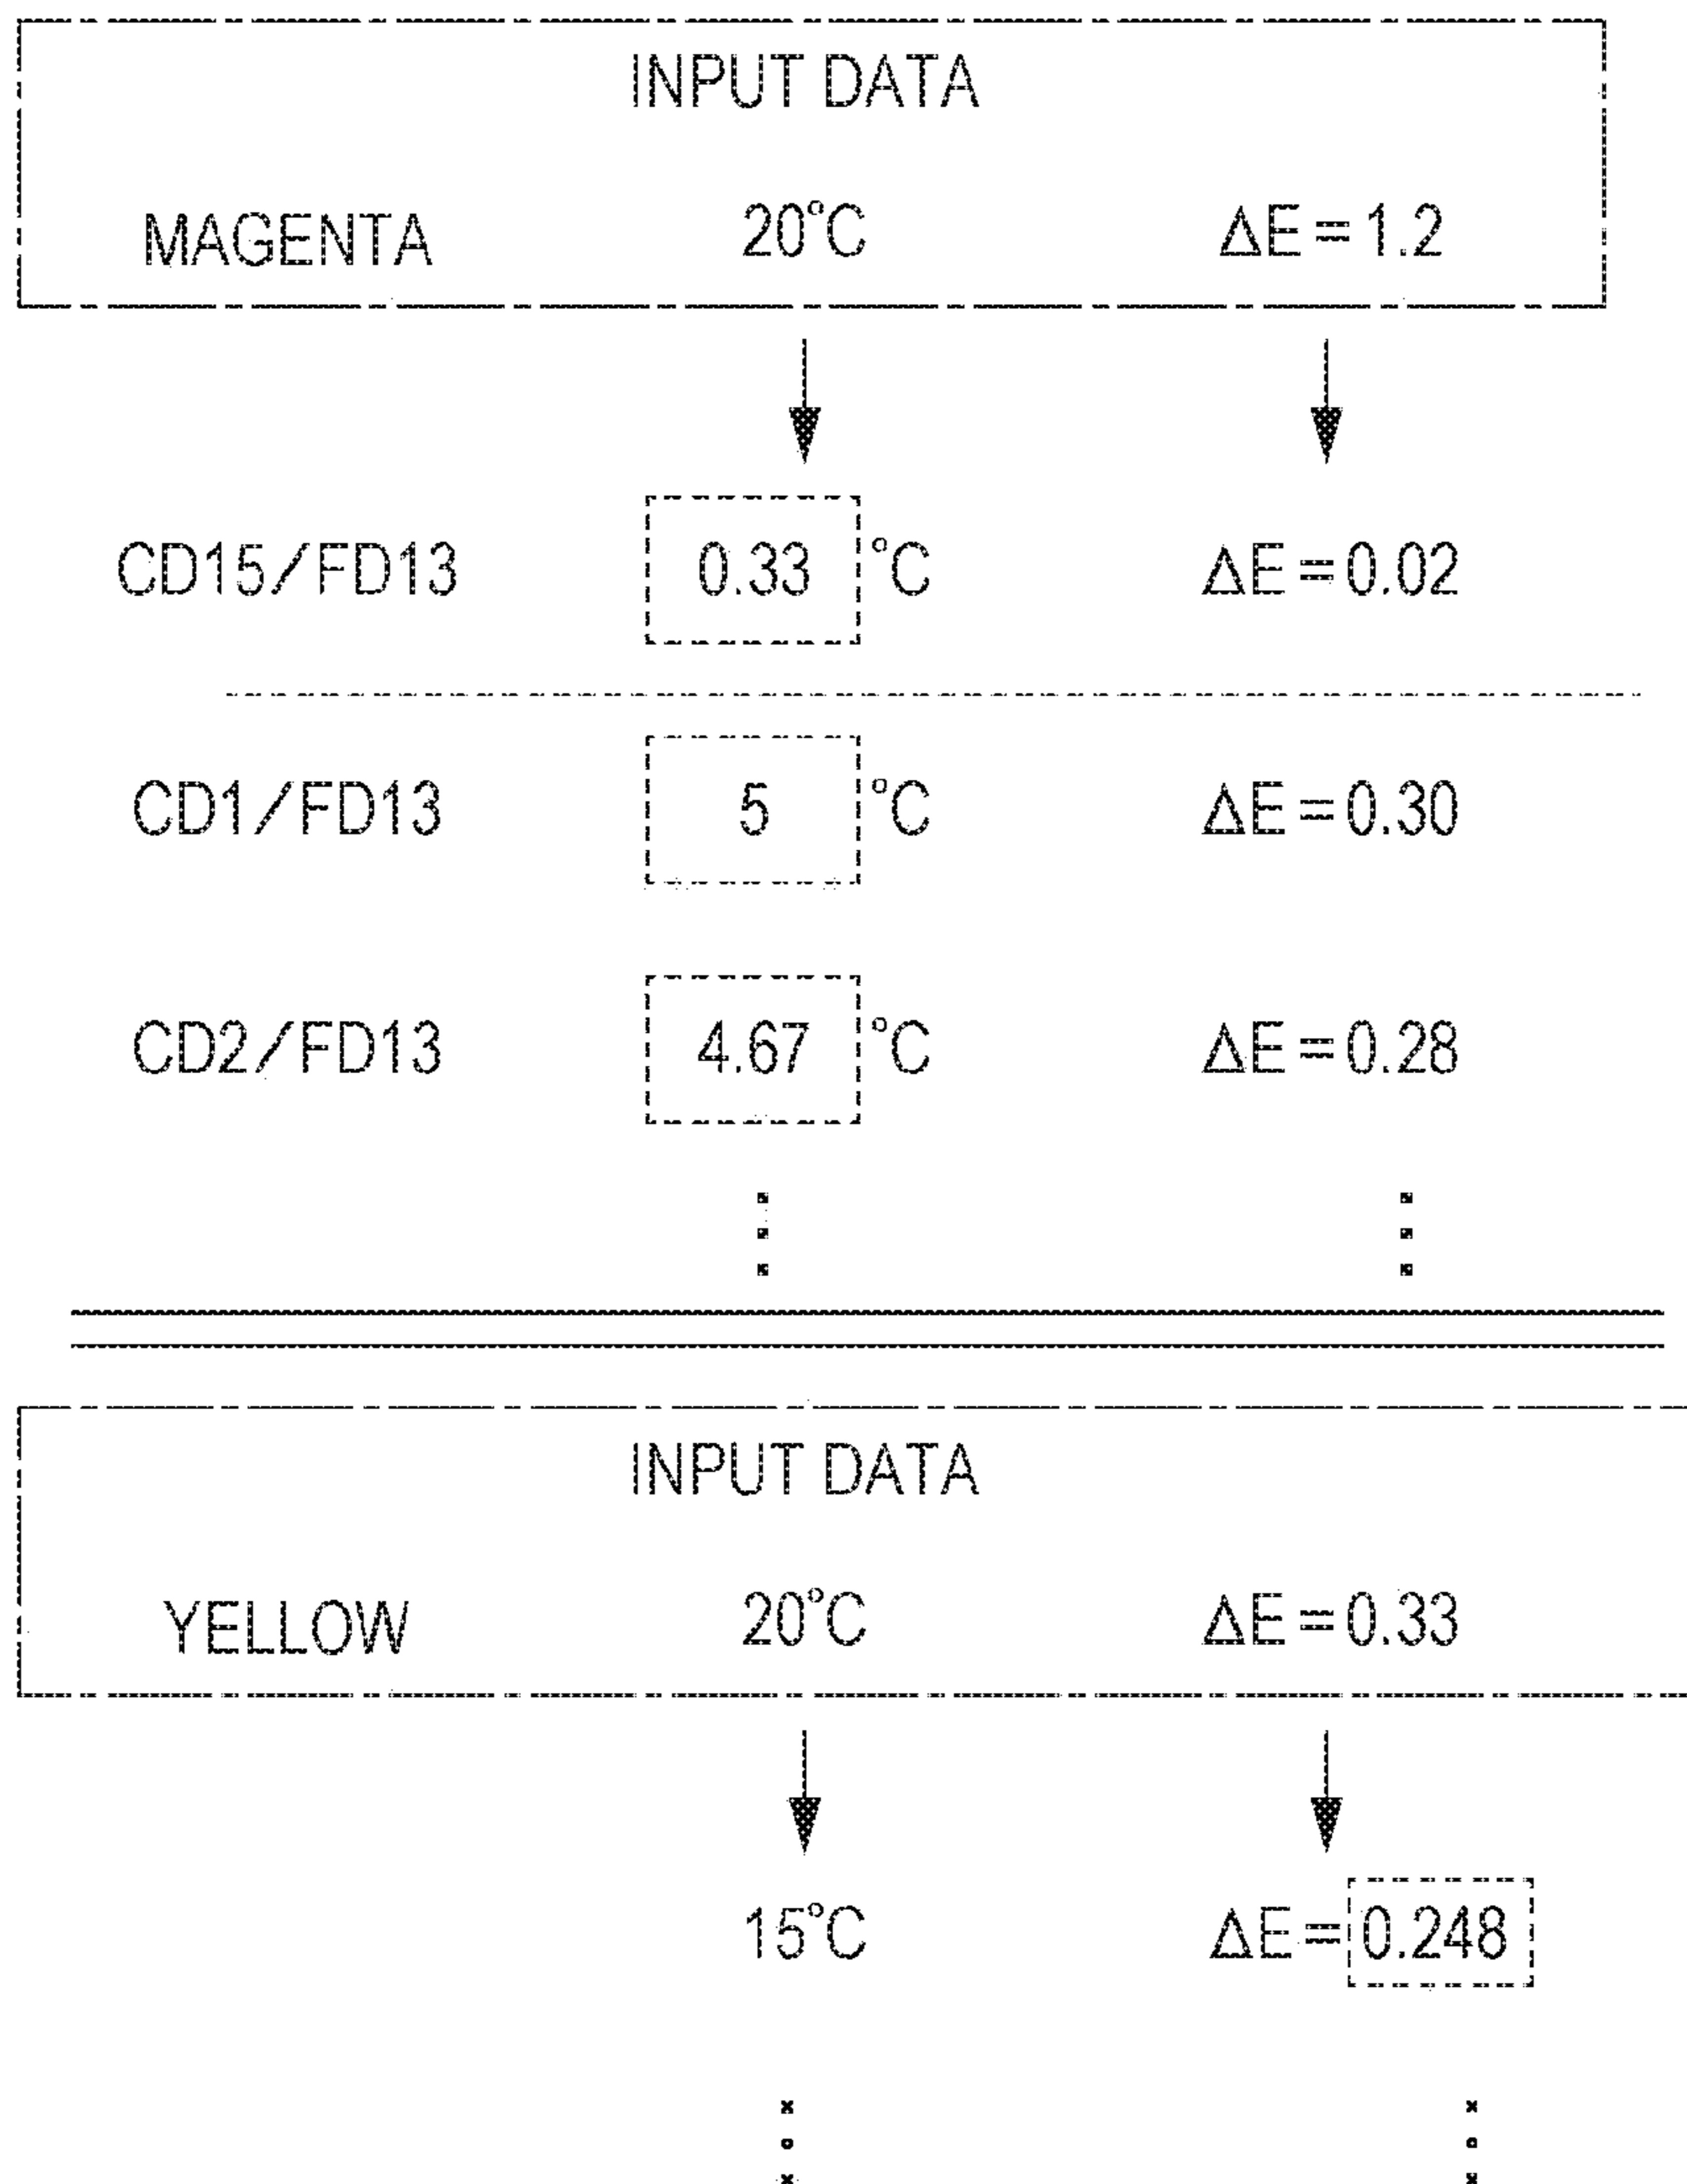 INPUT DATA
MAGENTA 20°C ΔE=1.2
CD15/FD13 0.33 °C ΔE=0.02
CD1/FD13 5 °C ΔE=0.30
CD2/FD13 4.67 °C ΔE=0.28
INPUT DATA
YELLOW 20°C ΔE=0.33
15°C ΔE=0.248